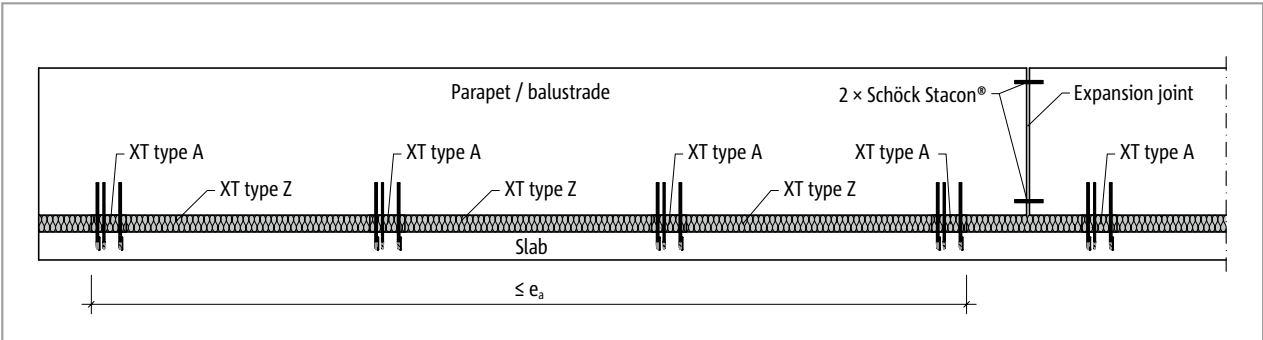 Parapet / balustrade
2 × Schöck Stacon®
Expansion joint
XT type A
XT type A
XT type A
XT type A
XT type A
XT type Z
XT type Z
XT type Z
Slab
≤ eₐ